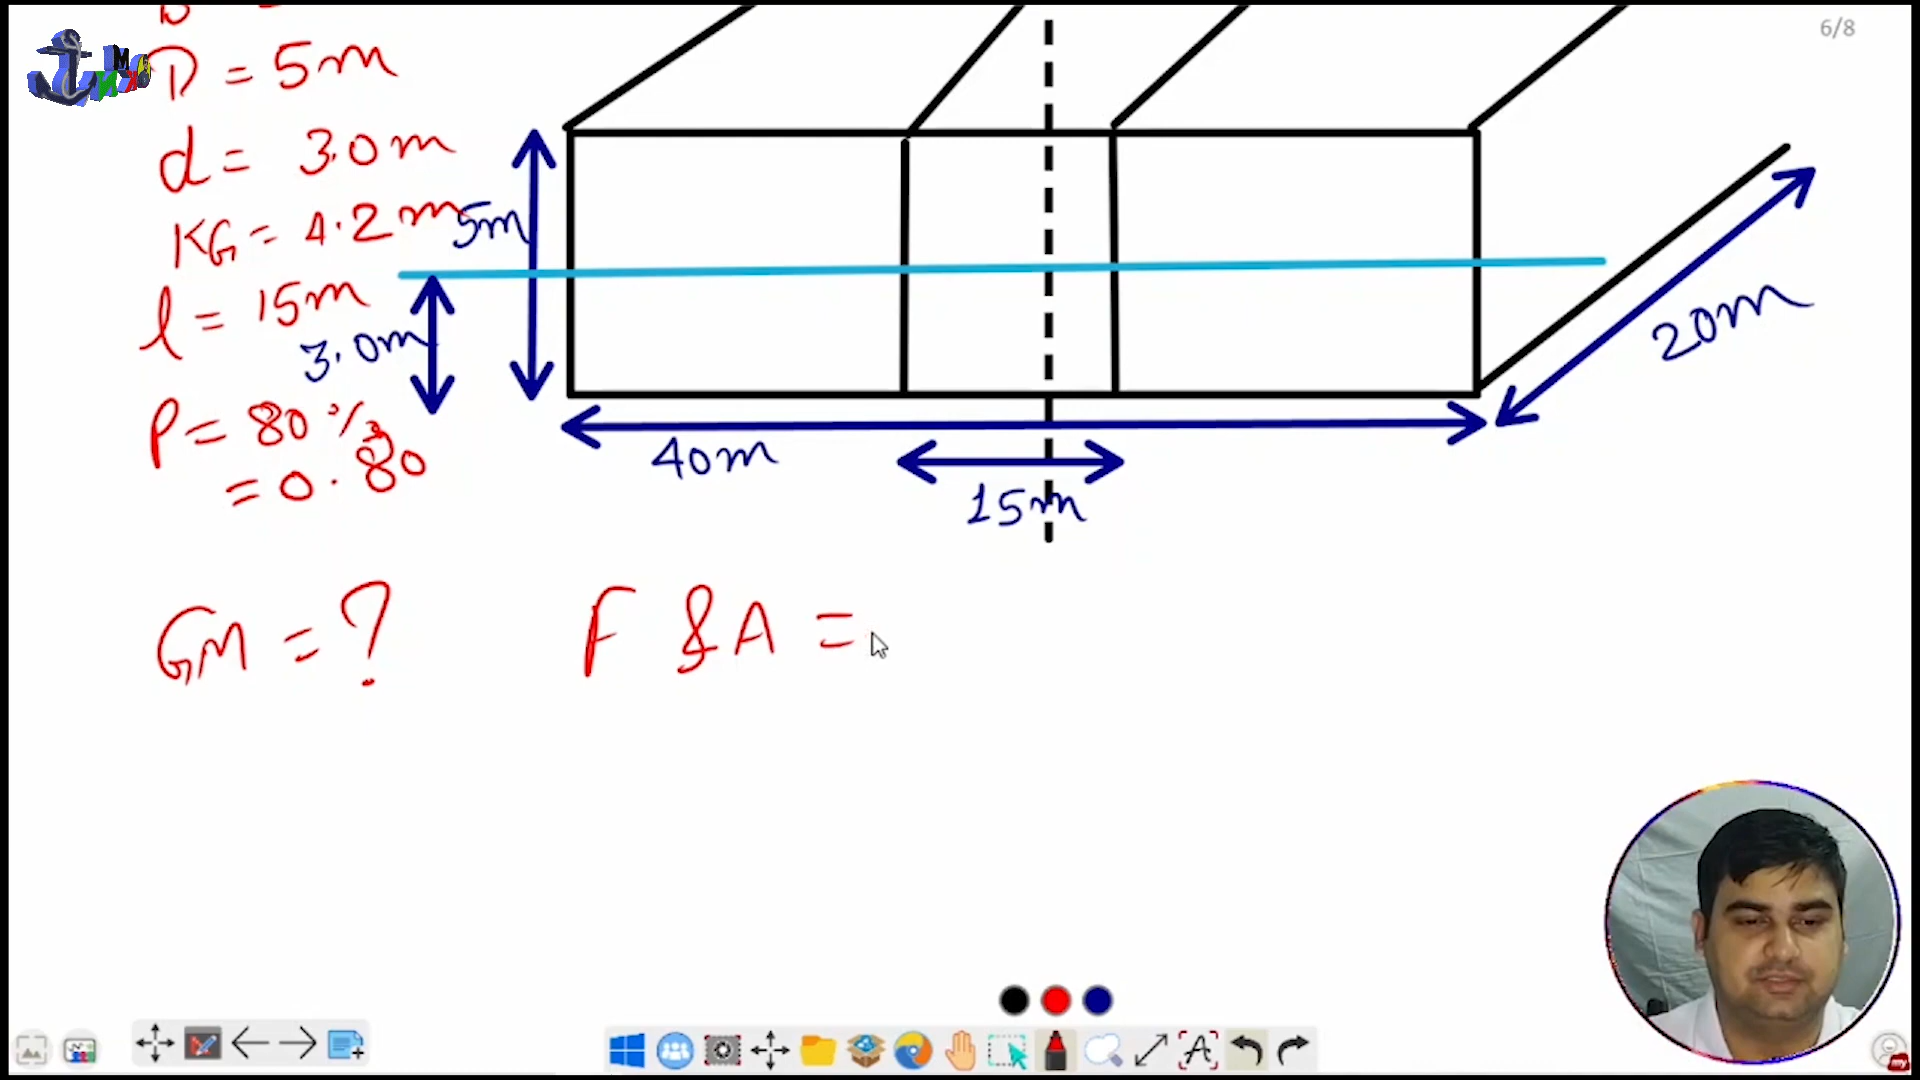 6/8
D = 5m
d = 3.0m
KG = 4.2m
5m
l = 15m
3.0m
P = 80%
= 0.80
20m
40m
15m
GM = ?
F & A =